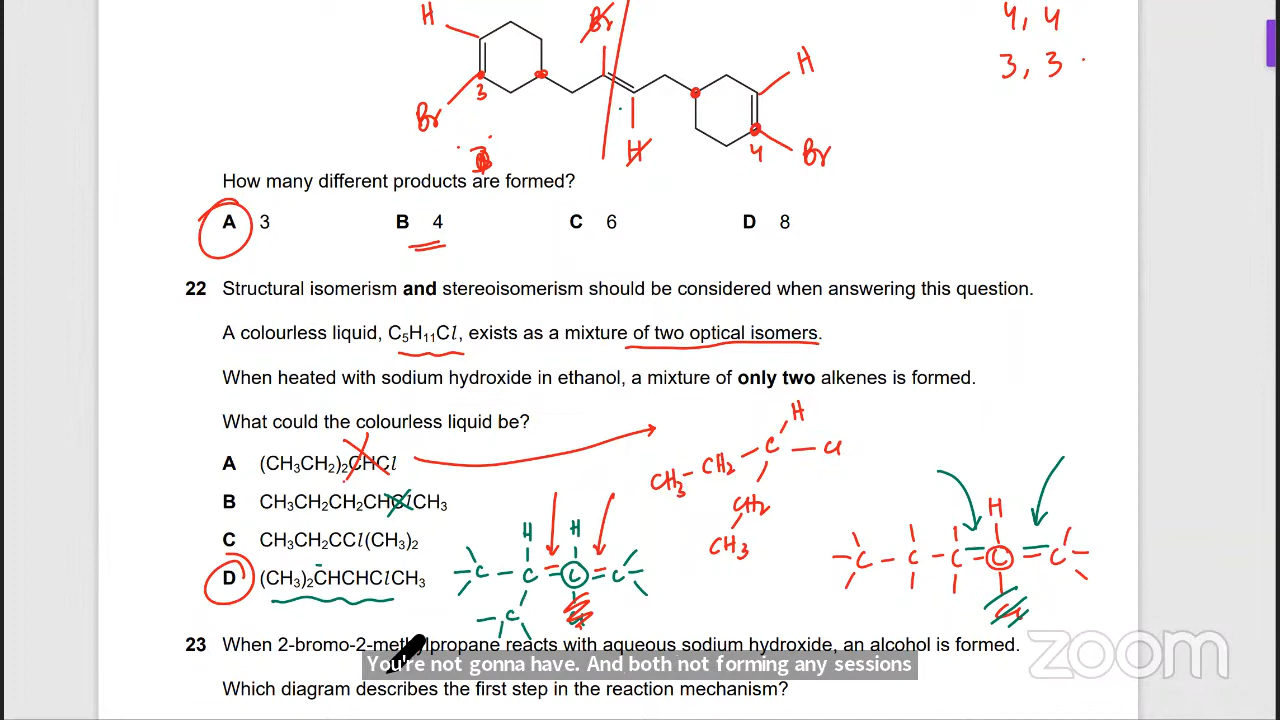 H
Br
4, 4
3, 3
H
3
Br
H
4
Br
How many different products are formed?
A 3 B 4 C 6 D 8
22 Structural isomerism and stereoisomerism should be considered when answering this question.
A colourless liquid, C5H11Cl, exists as a mixture of two optical isomers.
When heated with sodium hydroxide in ethanol, a mixture of only two alkenes is formed.
What could the colourless liquid be?
A (CH3CH2)2CHCl
B CH3CH2CH2CHClCH3
C CH3CH2CCl(CH3)2
D (CH3)2CHCHClCH3
H
CH3 - CH2 - C - Cl
CH2
CH3
H H
C - C - C = C
C
H
C - C - C = C = C
Cl
23 When 2-bromo-2-methylpropane reacts with aqueous sodium hydroxide, an alcohol is formed.
You're not gonna have. And both not forming any sessions
Which diagram describes the first step in the reaction mechanism?
zoom